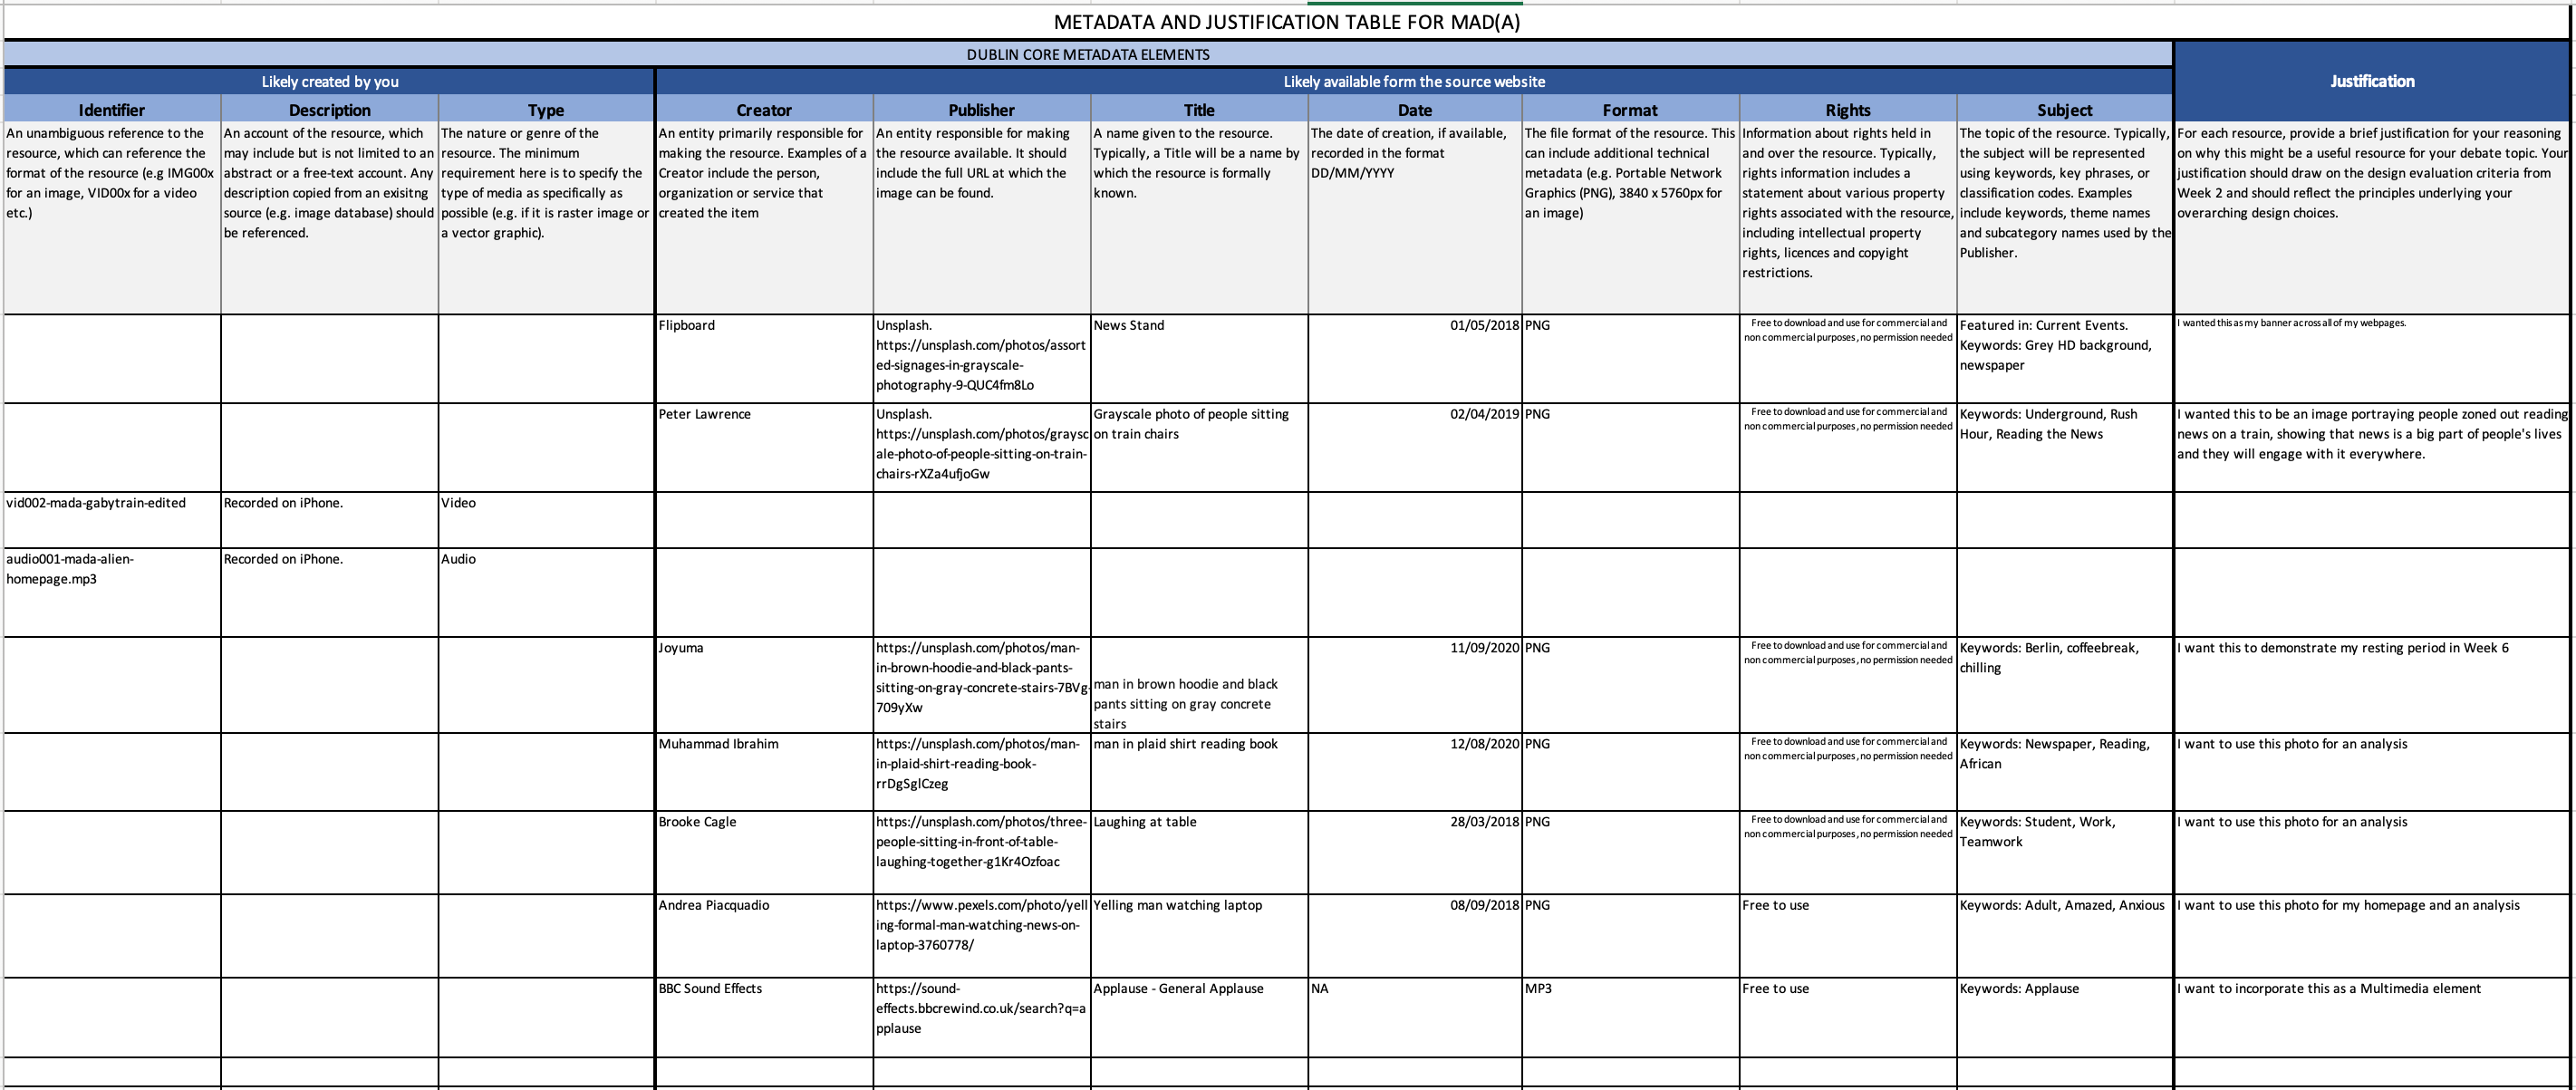 METADATA AND JUSTIFICATION TABLE FOR MAD(A)
DUBLIN CORE METADATA ELEMENTS
Justification
Likely created by you
Likely available form the source website
Identifier
Description
Type
Creator
Publisher
Title
Date
Format
Rights
Subject
An unambiguous reference to the
resource, which can reference the
format of the resource (e.g IMG00x
for an image, VID00x for a video
etc.)
An account of the resource, which
may include but is not limited to an
abstract or a free-text account. Any
description copied from an exisitng
source (e.g. image database) should
be referenced.
The nature or genre of the
resource. The minimum
requirement here is to specify the
type of media as specifically as
possible (e.g. if it is raster image or
a vector graphic).
An entity primarily responsible for
making the resource. Examples of a
Creator include the person,
organization or service that
created the item
An entity responsible for making
the resource available. It should
include the full URL at which the
image can be found.
A name given to the resource.
Typically, a Title will be a name by
which the resource is formally
known.
The date of creation, if available,
recorded in the format
DD/MM/YYYY
The file format of the resource. This
can include additional technical
metadata (e.g. Portable Network
Graphics (PNG), 3840 x 5760px for
an image)
Information about rights held in
and over the resource. Typically,
rights information includes a
statement about various property
rights associated with the resource,
including intellectual property
rights, licences and copyight
restrictions.
The topic of the resource. Typically,
the subject will be represented
using keywords, key phrases, or
classification codes. Examples
include keywords, theme names
and subcategory names used by the
Publisher.
For each resource, provide a brief justification for your reasoning
on why this might be a useful resource for your debate topic. Your
justification should draw on the design evaluation criteria from
Week 2 and should reflect the principles underlying your
overarching design choices.
Flipboard
Unsplash.
https://unsplash.com/photos/assort
ed-signages-in-grayscale-
photography-9-QUC4fm8Lo
News Stand
01/05/2018
PNG
Free to download and use for commercial and
non commercial purposes, no permission needed
Featured in: Current Events.
Keywords: Grey HD background,
newspaper
I wanted this as my banner across all of my webpages.
Peter Lawrence
Unsplash.
https://unsplash.com/photos/graysc
ale-photo-of-people-sitting-on-train-
chairs-rXZa4ufjoGw
Grayscale photo of people sitting
on train chairs
02/04/2019
PNG
Free to download and use for commercial and
non commercial purposes, no permission needed
Keywords: Underground, Rush
Hour, Reading the News
I wanted this to be an image portraying people zoned out reading
news on a train, showing that news is a big part of people's lives
and they will engage with it everywhere.
vid002-mada-gabytrain-edited
Recorded on iPhone.
Video
audio001-mada-alien-
homepage.mp3
Recorded on iPhone.
Audio
Joyuma
https://unsplash.com/photos/man-
in-brown-hoodie-and-black-pants-
sitting-on-gray-concrete-stairs-7BVg-
709yXw
man in brown hoodie and black
pants sitting on gray concrete
stairs
11/09/2020
PNG
Free to download and use for commercial and
non commercial purposes, no permission needed
Keywords: Berlin, coffeebreak,
chilling
I want this to demonstrate my resting period in Week 6
Muhammad Ibrahim
https://unsplash.com/photos/man-
in-plaid-shirt-reading-book-
rrDgSglCzeg
man in plaid shirt reading book
12/08/2020
PNG
Free to download and use for commercial and
non commercial purposes, no permission needed
Keywords: Newspaper, Reading,
African
I want to use this photo for an analysis
Brooke Cagle
https://unsplash.com/photos/three-
people-sitting-in-front-of-table-
laughing-together-g1Kr4Ozfoac
Laughing at table
28/03/2018
PNG
Free to download and use for commercial and
non commercial purposes, no permission needed
Keywords: Student, Work,
Teamwork
I want to use this photo for an analysis
Andrea Piacquadio
https://www.pexels.com/photo/yell
ing-formal-man-watching-news-on-
laptop-3760778/
Yelling man watching laptop
08/09/2018
PNG
Free to use
Keywords: Adult, Amazed, Anxious
I want to use this photo for my homepage and an analysis
BBC Sound Effects
https://sound-
effects.bbcrewind.co.uk/search?q=a
pplause
Applause - General Applause
NA
MP3
Free to use
Keywords: Applause
I want to incorporate this as a Multimedia element